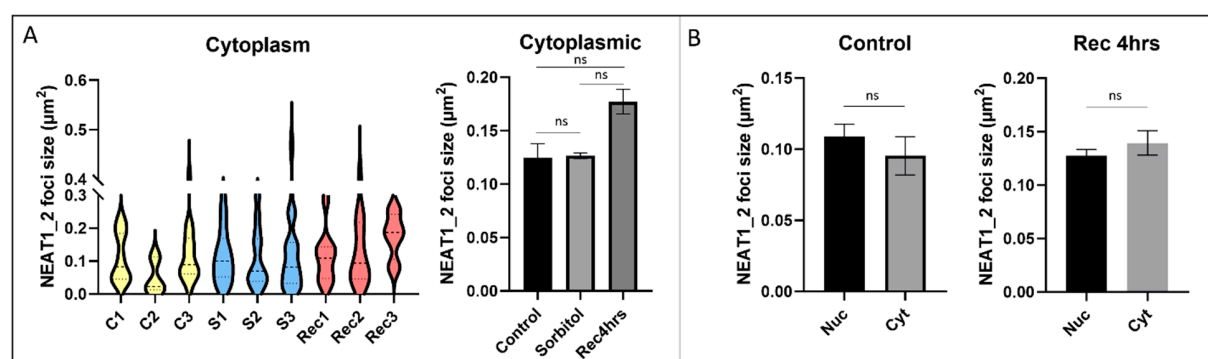 A
Cytoplasm
NEAT1_2 foci size (µm²)
0.6
0.5
0.4
0.3
0.2
0.1
0.0
C1
C2
C3
S1
S2
S3
Rec1
Rec2
Rec3
Cytoplasmic
NEAT1_2 foci size (µm²)
0.20
0.15
0.10
0.05
0.00
ns
ns
ns
Control
Sorbitol
Rec4hrs
B
Control
NEAT1_2 foci size (µm²)
0.15
0.10
0.05
0.00
ns
Nuc
Cyt
Rec 4hrs
NEAT1_2 foci size (µm²)
0.20
0.15
0.10
0.05
0.00
ns
Nuc
Cyt